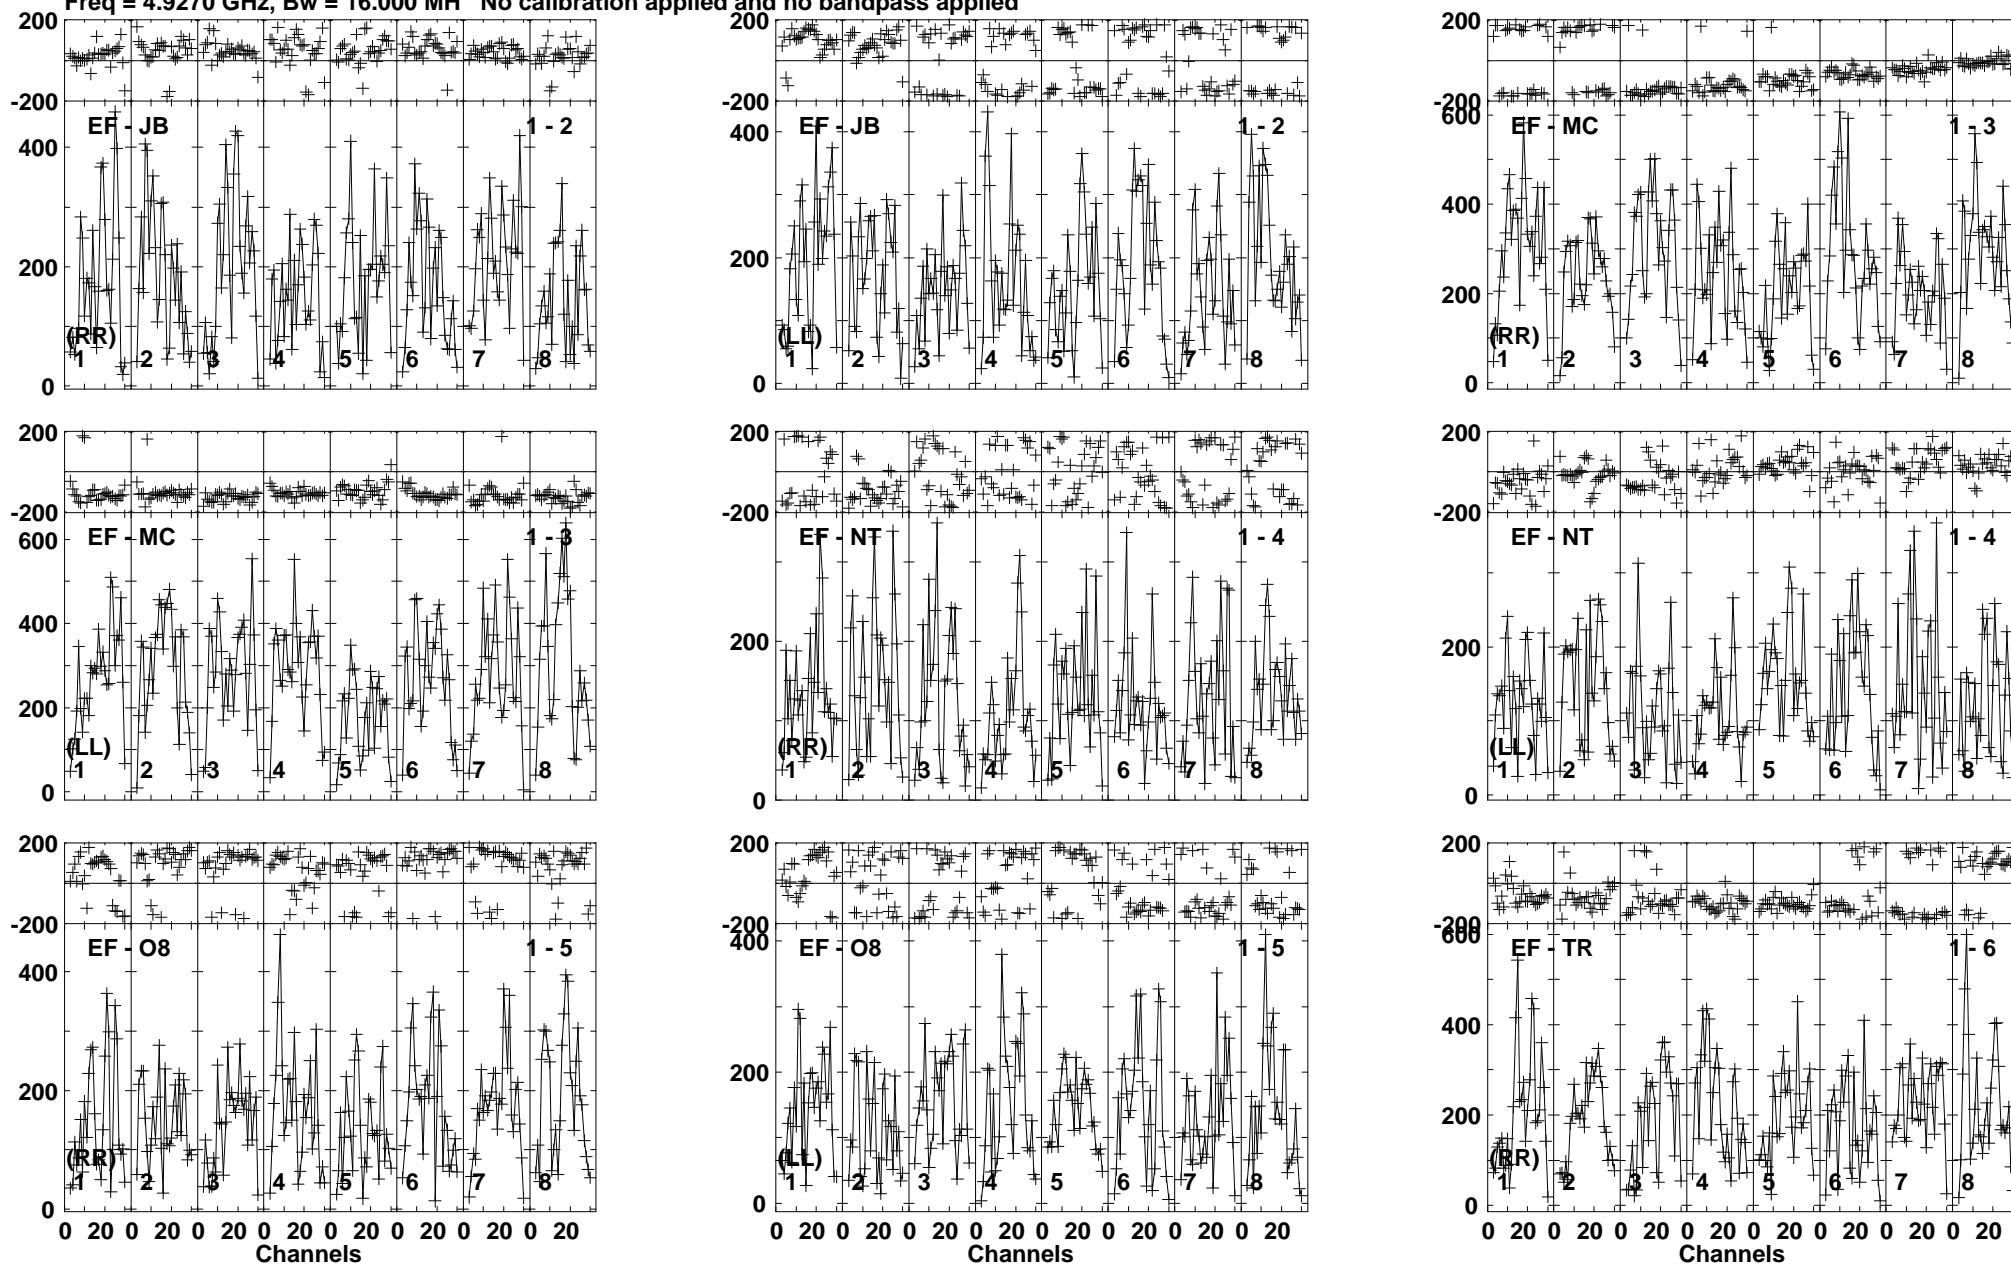 Freq = 4.9270 GHz, Bw = 16.000 MH   No calibration applied and no bandpass applied
200 200 200
-200 -200 -200
EF - JB 1 - 2 EF - JB 1 - 2 EF - MC 1 - 3
400 400 600
200 200 400
200
(RR) (LL) (RR)
1 2 3 4 5 6 7 8 1 2 3 4 5 6 7 8 1 2 3 4 5 6 7 8
0 0 0
200 200 200
-200 -200 -200
EF - MC 1 - 3 EF - NT 1 - 4 EF - NT 1 - 4
600
400
200 200 200
(LL) (RR) (LL)
1 2 3 4 5 6 7 8 1 2 3 4 5 6 7 8 1 2 3 4 5 6 7 8
0 0 0
200 200 200
-200 -200 -200
EF - O8 1 - 5 EF - O8 1 - 5 EF - TR 1 - 6
400 400 600
400
200 200 200
(RR) (LL) (RR)
1 2 3 4 5 6 7 8 1 2 3 4 5 6 7 8 1 2 3 4 5 6 7 8
0 0 0
0 20 0 20 0 20 0 20 0 20 0 20 0 20 0 20 0 20 0 20 0 20 0 20 0 20 0 20 0 20 0 20 0 20 0 20 0 20 0 20 0 20 0 20 0 20 0 20
Channels Channels Channels